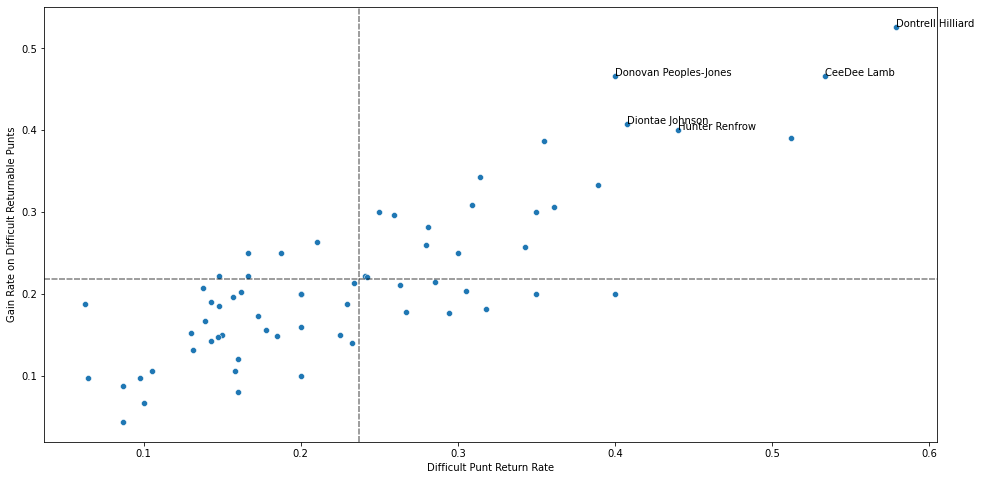 Dontrell Hilliard
Donovan Peoples-Jones
CeeDee Lamb
Diontae Johnson
Hunter Renfrow
0.5
0.4
0.3
0.2
0.1
Gain Rate on Difficult Returnable Punts
0.1 0.2 0.3 0.4 0.5 0.6
Difficult Punt Return Rate